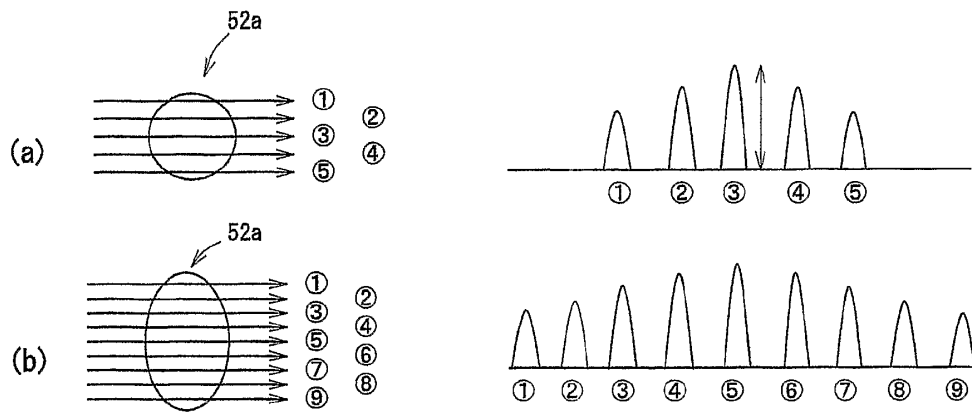 52a
(a)
①
②
③
④
⑤
① ② ③ ④ ⑤
52a
(b)
①
②
③
④
⑤
⑥
⑦
⑧
⑨
① ② ③ ④ ⑤ ⑥ ⑦ ⑧ ⑨